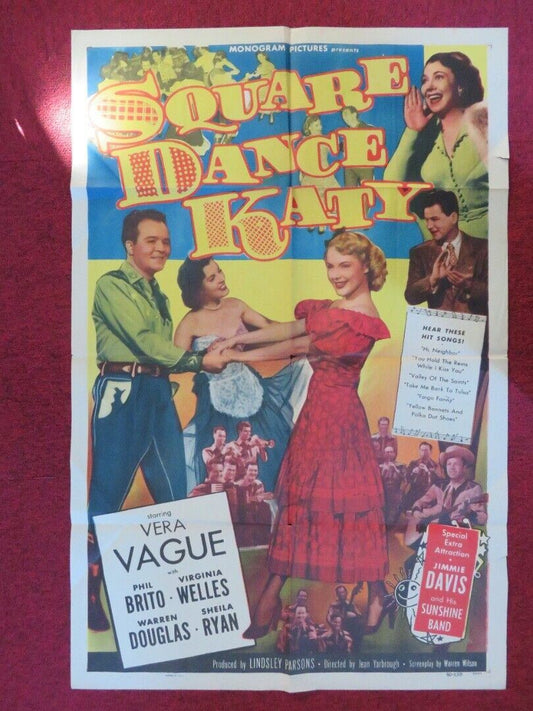 MONOGRAM PICTURES presents
SQUARE
DANCE
KATY
HEAR THESE
HIT SONGS!
"Hi, Neighbor"
"You Hold The Reins
While I Kiss You"
"Valley Of The Saints"
"Take Me Back To Tulsa"
"Yargo Family"
"Yellow Bonnets And
Polka Dot Shoes"
starring
VERA
VAGUE
with
PHIL BRITO · VIRGINIA WELLES
WARREN DOUGLAS · SHEILA RYAN
Special
Extra
Attraction
JIMMIE
DAVIS
and His
SUNSHINE
BAND
Produced by LINDSLEY PARSONS · Directed by Jean Yarbrough · Screenplay by Warren Wilson